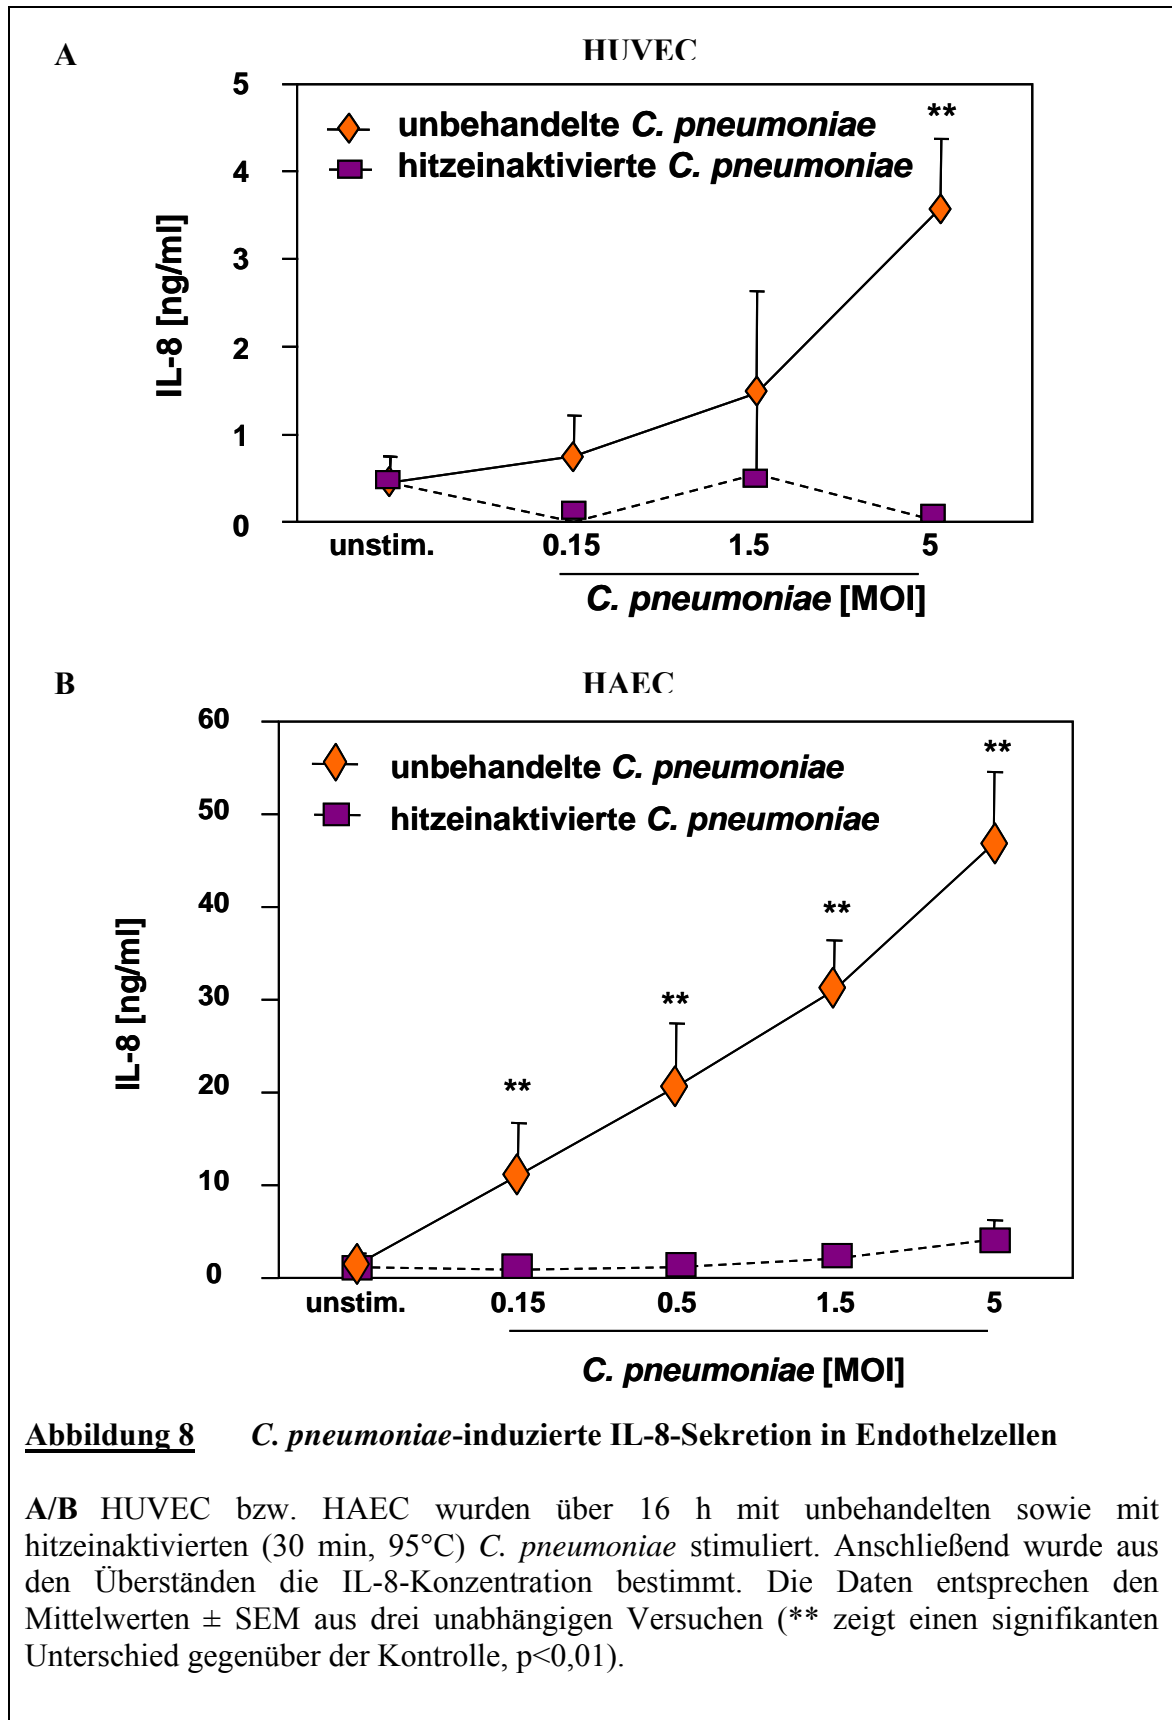 A
HUVEC
5
**
unbehandelte C. pneumoniae
hitzeinaktivierte C. pneumoniae
4
3
2
1
0
IL-8 [ng/ml]
unstim. 0.15 1.5 5
C. pneumoniae [MOI]
B
HAEC
60
**
unbehandelte C. pneumoniae
hitzeinaktivierte C. pneumoniae
50
40
**
30
**
20
**
10
0
IL-8 [ng/ml]
unstim. 0.15 0.5 1.5 5
C. pneumoniae [MOI]
Abbildung 8 C. pneumoniae-induzierte IL-8-Sekretion in Endothelzellen
A/B HUVEC bzw. HAEC wurden über 16 h mit unbehandelten sowie mit
hitzeinaktivierten (30 min, 95°C) C. pneumoniae stimuliert. Anschließend wurde aus
den Überständen die IL-8-Konzentration bestimmt. Die Daten entsprechen den
Mittelwerten ± SEM aus drei unabhängigen Versuchen (** zeigt einen signifikanten
Unterschied gegenüber der Kontrolle, p<0,01).